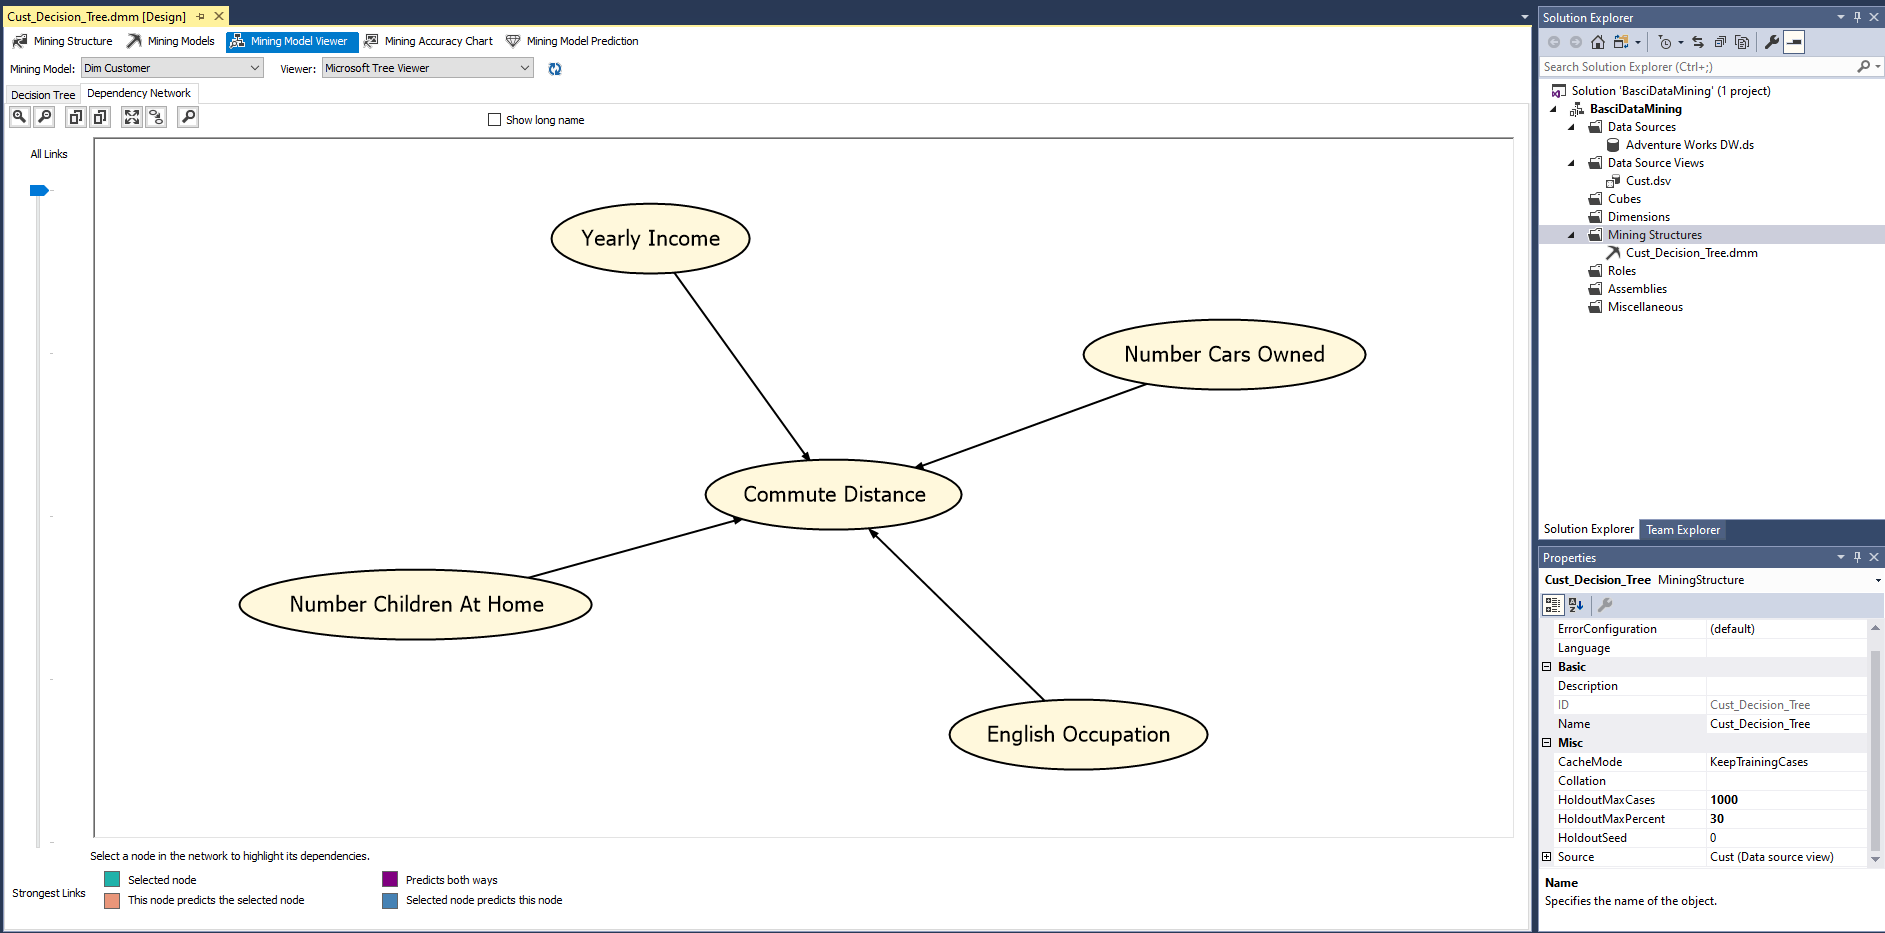 Cust_Decision_Tree.dmm [Design]
Mining Structure
Mining Models
Mining Model Viewer
Mining Accuracy Chart
Mining Model Prediction
Mining Model:
Dim Customer
Viewer:
Microsoft Tree Viewer
Decision Tree
Dependency Network
Show long name
All Links
Yearly Income
Number Cars Owned
Commute Distance
Number Children At Home
English Occupation
Select a node in the network to highlight its dependencies.
Strongest Links
Selected node
Predicts both ways
This node predicts the selected node
Selected node predicts this node
Solution Explorer
Search Solution Explorer (Ctrl+;)
Solution 'BasciDataMining' (1 project)
BasciDataMining
Data Sources
Adventure Works DW.ds
Data Source Views
Cust.dsv
Cubes
Dimensions
Mining Structures
Cust_Decision_Tree.dmm
Roles
Assemblies
Miscellaneous
Solution Explorer
Team Explorer
Properties
Cust_Decision_Tree MiningStructure
ErrorConfiguration (default)
Language
Basic
Description
ID Cust_Decision_Tree
Name Cust_Decision_Tree
Misc
CacheMode KeepTrainingCases
Collation
HoldoutMaxCases 1000
HoldoutMaxPercent 30
HoldoutSeed 0
Source Cust (Data source view)
Name
Specifies the name of the object.